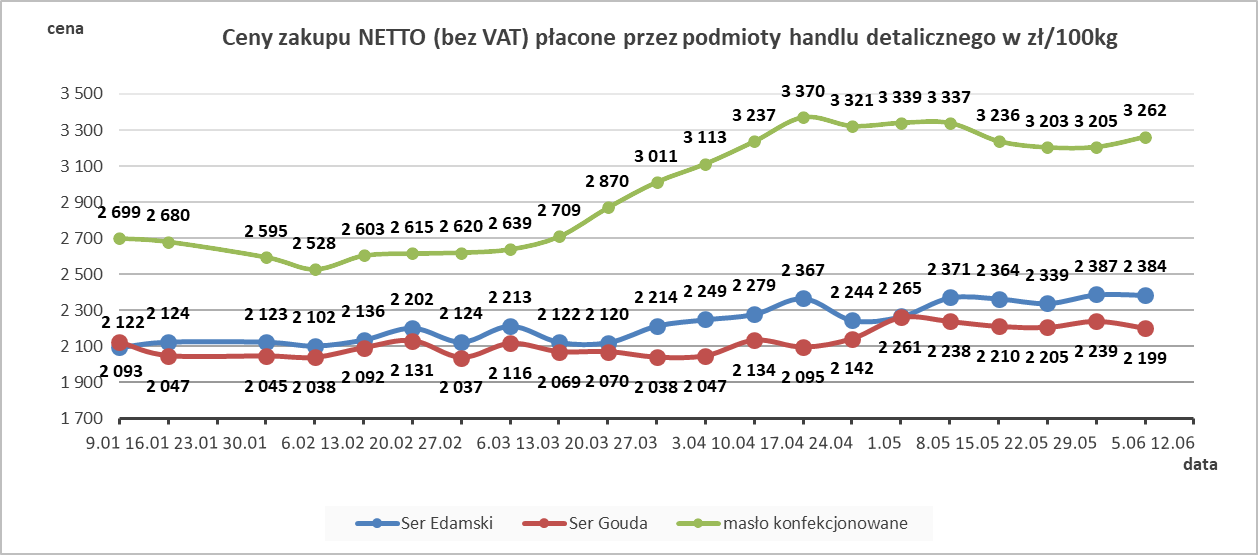 cena
Ceny zakupu NETTO (bez VAT) płacone przez podmioty handlu detalicznego w zł/100kg
3 500
3 300
3 100
2 900
2 700
2 500
2 300
2 100
1 900
1 700
2 699 2 680 2 595 2 528 2 603 2 615 2 620 2 639 2 709 2 870 3 011 3 113 3 237 3 370 3 321 3 339 3 337 3 236 3 203 3 205 3 262
2 122 2 124 2 123 2 102 2 136 2 202 2 124 2 213 2 122 2 120 2 214 2 249 2 279 2 367 2 244 2 265 2 371 2 364 2 339 2 387 2 384
2 093 2 047 2 045 2 038 2 092 2 131 2 037 2 116 2 069 2 070 2 038 2 047 2 134 2 095 2 142 2 261 2 238 2 210 2 205 2 239 2 199
9.01 16.01 23.01 30.01 6.02 13.02 20.02 27.02 6.03 13.03 20.03 27.03 3.04 10.04 17.04 24.04 1.05 8.05 15.05 22.05 29.05 5.06 12.06
data
Ser Edamski Ser Gouda masło konfekcjonowane